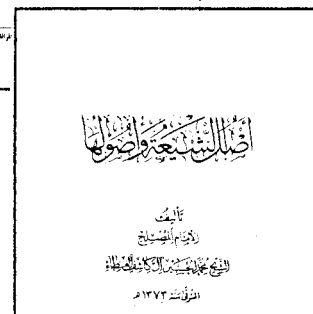 أصل الشيعة وأصولها
تأليف
الإمام المصلح
الشيخ محمد الحسين آل كاشف الغطاء
المتوفى سنة ١٣٧٣ هـ